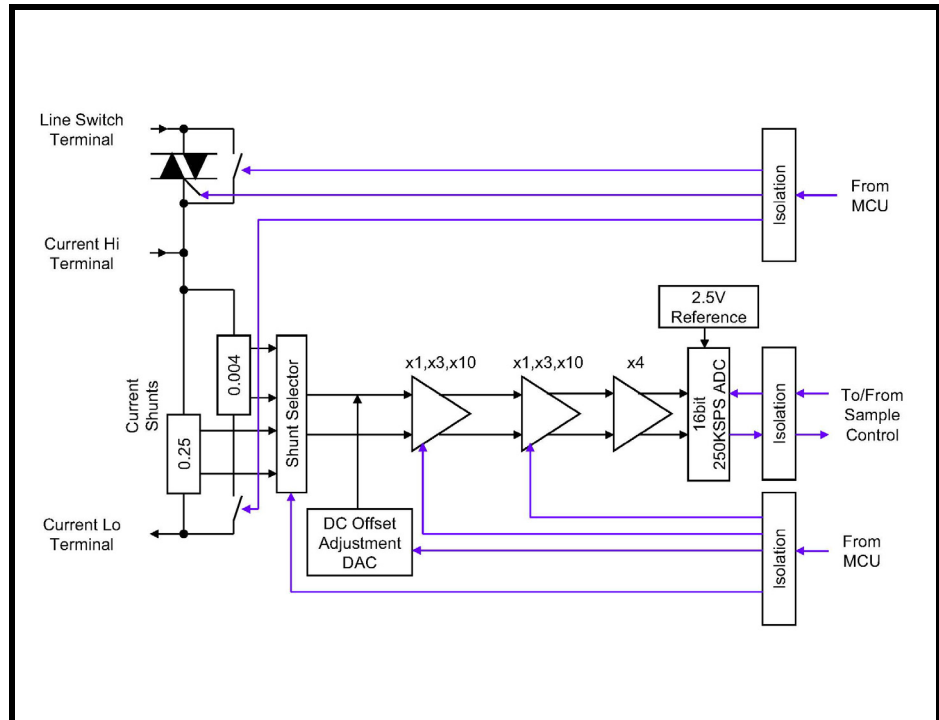 Line Switch
Terminal
Isolation
From
MCU
Current Hi
Terminal
2.5V
Reference
x1,x3,x10
x1,x3,x10
x4
0.004
Current
Shunts
0.25
Shunt Selector
16bit
250KSPS ADC
Isolation
To/From
Sample
Control
Current Lo
Terminal
DC Offset
Adjustment
DAC
Isolation
From
MCU